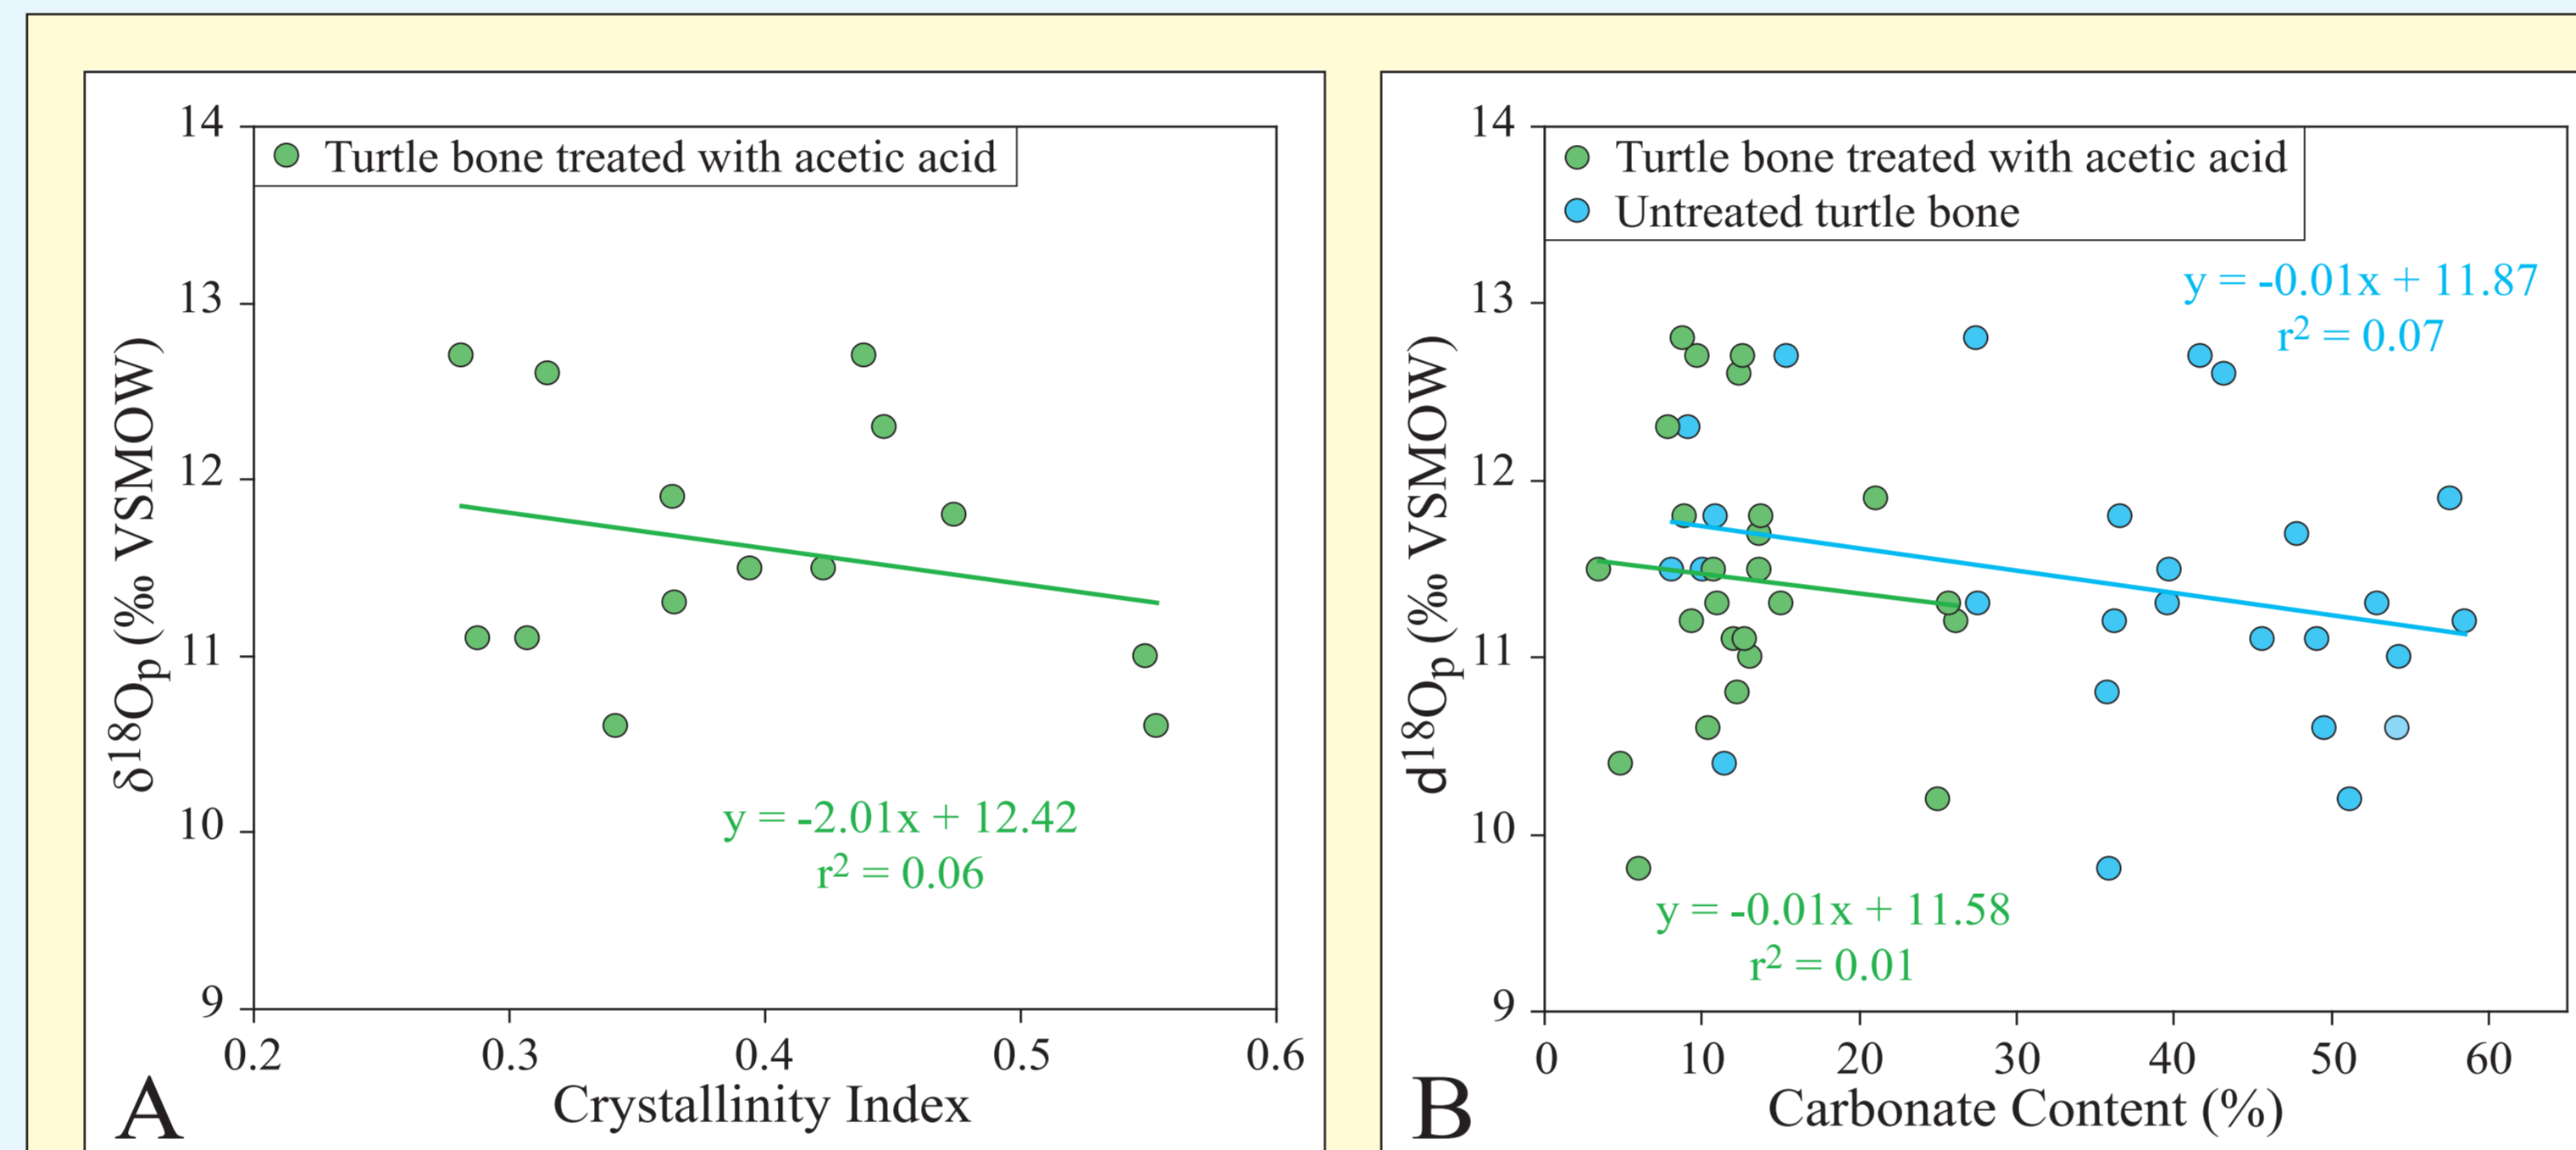 14
13
12
11
10
9
δ18Op (‰ VSMOW)
Turtle bone treated with acetic acid
y = -2.01x + 12.42
r2 = 0.06
0.2 0.3 0.4 0.5 0.6
Crystallinity Index
A
14
13
12
11
10
9
d18Op (‰ VSMOW)
Turtle bone treated with acetic acid
Untreated turtle bone
y = -0.01x + 11.87
r2 = 0.07
y = -0.01x + 11.58
r2 = 0.01
0 10 20 30 40 50 60
Carbonate Content (%)
B